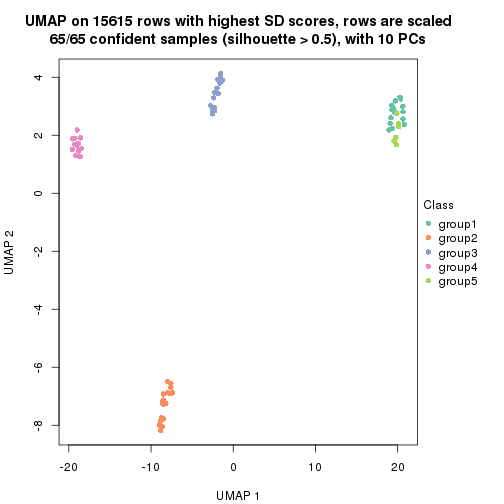 UMAP on 15615 rows with highest SD scores, rows are scaled
65/65 confident samples (silhouette > 0.5), with 10 PCs
4
2
0
-2
-4
-6
-8
UMAP 2
-20
-10
0
10
20
UMAP 1
Class
group1
group2
group3
group4
group5